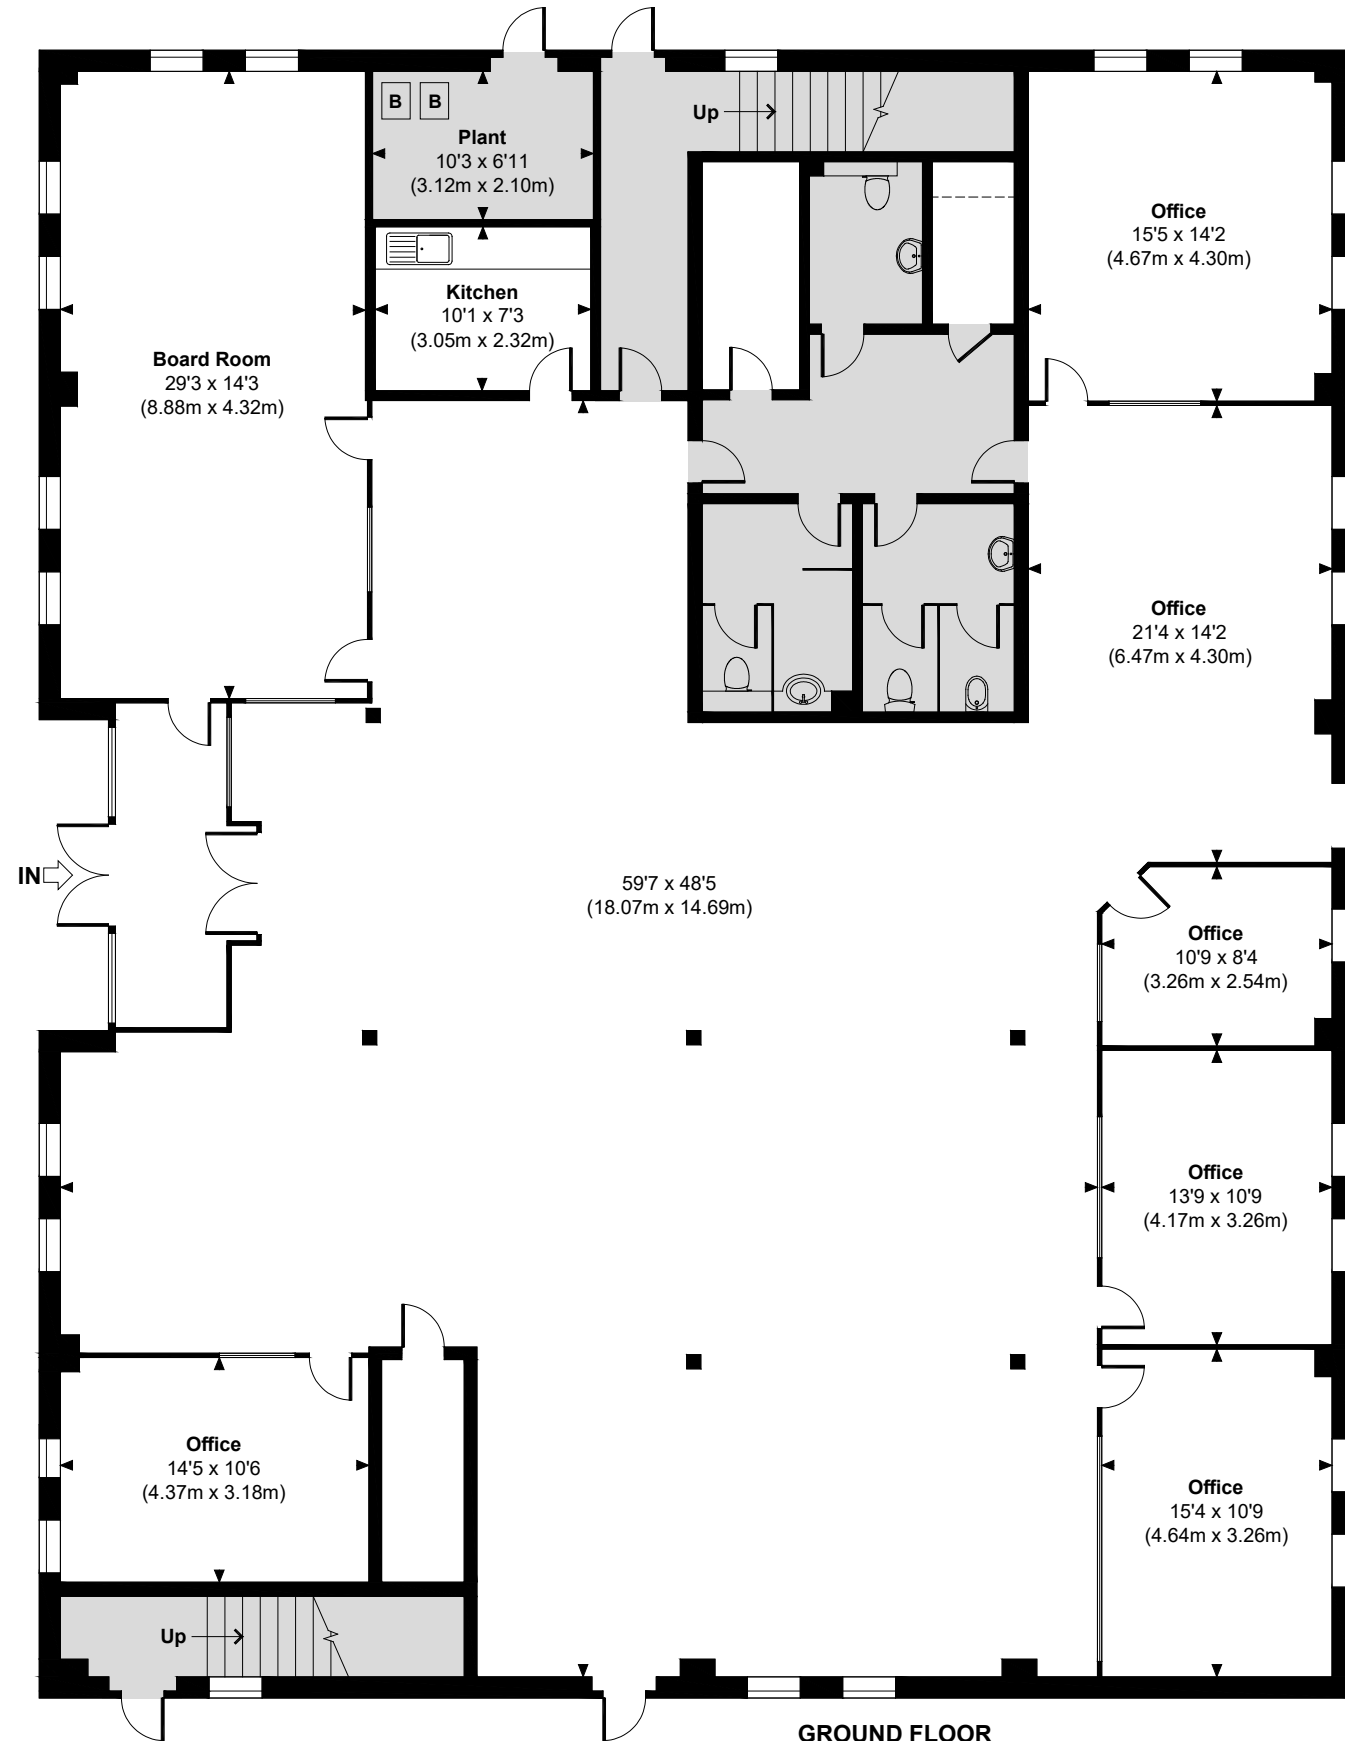 B B
Plant
10'3 x 6'11
(3.12m x 2.10m)
Up
Kitchen
10'1 x 7'3
(3.05m x 2.32m)
Office
15'5 x 14'2
(4.67m x 4.30m)
Board Room
29'3 x 14'3
(8.88m x 4.32m)
Office
21'4 x 14'2
(6.47m x 4.30m)
IN
59'7 x 48'5
(18.07m x 14.69m)
Office
10'9 x 8'4
(3.26m x 2.54m)
Office
13'9 x 10'9
(4.17m x 3.26m)
Office
14'5 x 10'6
(4.37m x 3.18m)
Office
15'4 x 10'9
(4.64m x 3.26m)
Up
GROUND FLOOR